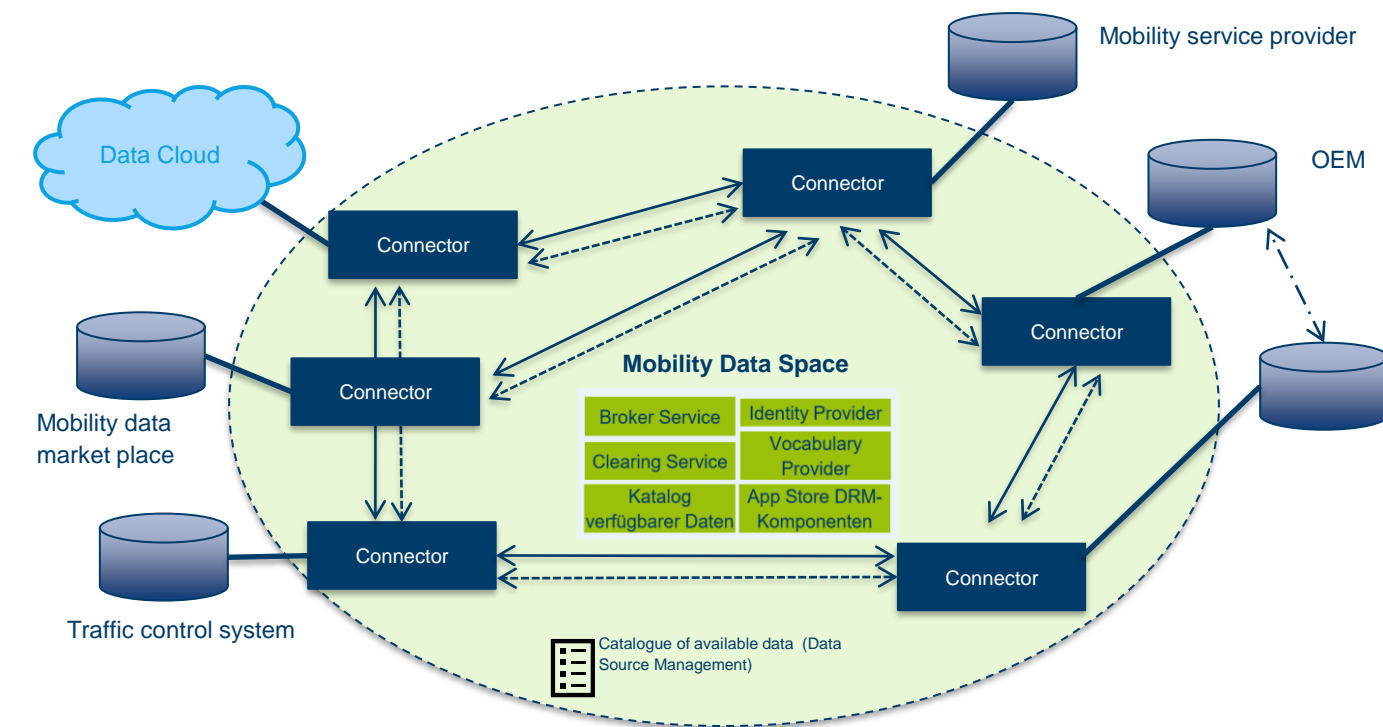 Mobility service provider
Data Cloud
OEM
Connector
Connector
Connector
Mobility Data Space
Connector
Mobility data
market place
Broker Service
Identity Provider
Clearing Service
Vocabulary
Provider
Katalog
verfügbarer Daten
App Store DRM-
Komponenten
Connector
Connector
Traffic control system
Catalogue of available data  (Data
Source Management)